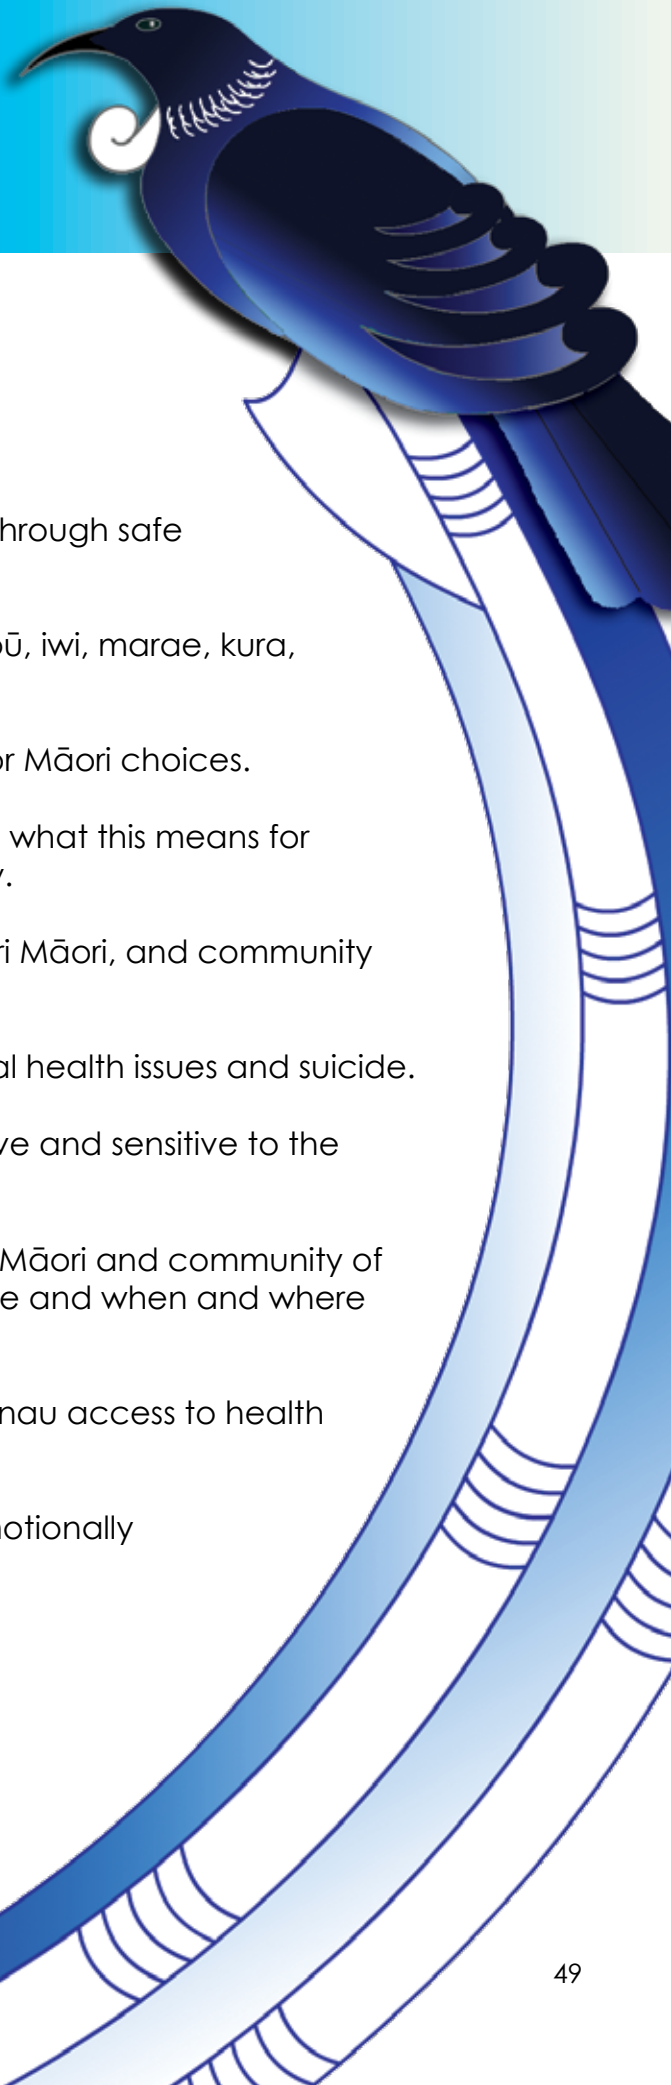 hrough safe
ū, iwi, marae, kura,
or Māori choices.
what this means for
.
ri Māori, and community
al health issues and suicide.
ve and sensitive to the
Māori and community of
e and when and where
nau access to health
notionally
49